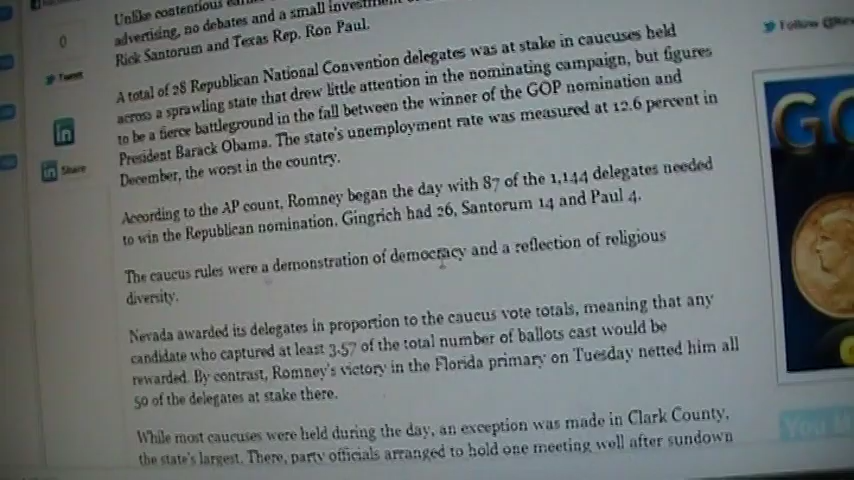 Unlike contentious
advertising, no debates and a small investment
Rick Santorum and Texas Rep. Ron Paul.
A total of 28 Republican National Convention delegates was at stake in caucuses held
across a sprawling state that drew little attention in the nominating campaign, but figures
to be a fierce battleground in the fall between the winner of the GOP nomination and
President Barack Obama. The state's unemployment rate was measured at 12.6 percent in
December, the worst in the country.
According to the AP count, Romney began the day with 87 of the 1,144 delegates needed
to win the Republican nomination. Gingrich had 26, Santorum 14 and Paul 4.
The caucus rules were a demonstration of democracy and a reflection of religious
diversity.
Nevada awarded its delegates in proportion to the caucus vote totals, meaning that any
candidate who captured at least 3.57 of the total number of ballots cast would be
rewarded. By contrast, Romney's victory in the Florida primary on Tuesday netted him all
50 of the delegates at stake there.
While most caucuses were held during the day, an exception was made in Clark County,
the state's largest. There, party officials arranged to hold one meeting well after sundown
0
Tweet
in
in Share
Follow
GO
You